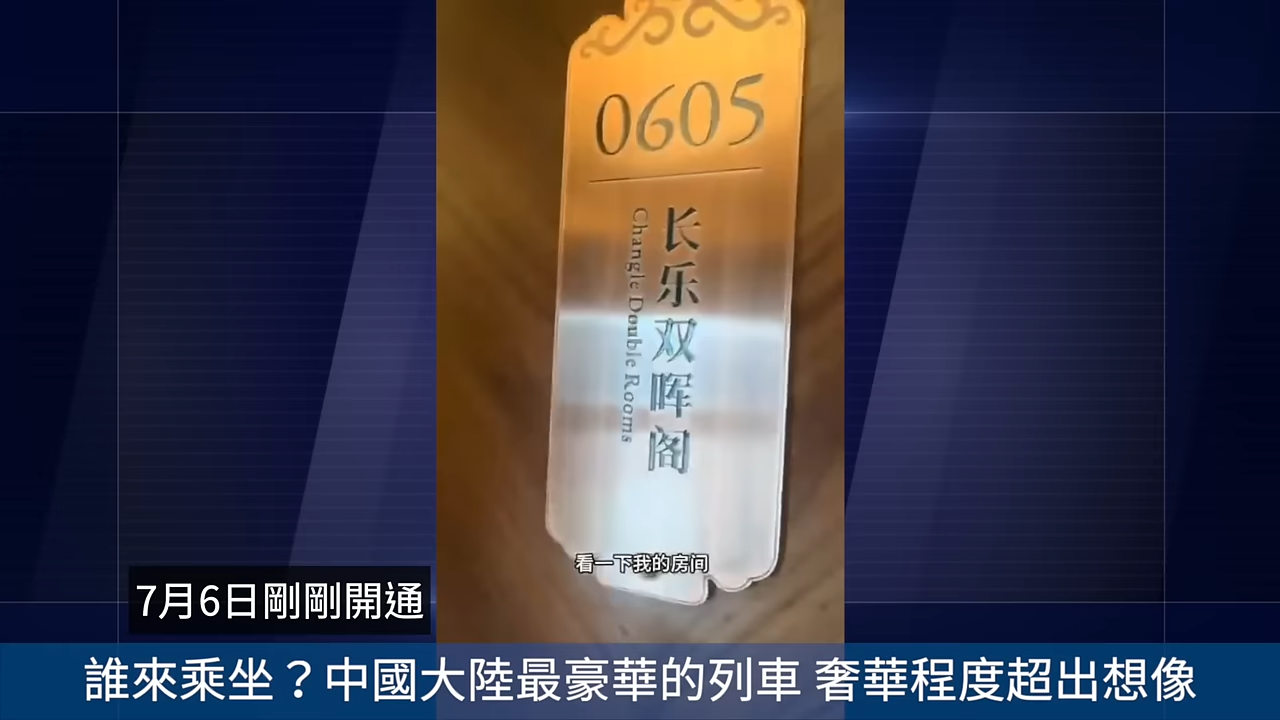 0605
长乐双晖阁
Changle Double Rooms
看一下我的房间
7月6日剛剛開通
誰來乘坐？中國大陸最豪華的列車 奢華程度超出想像